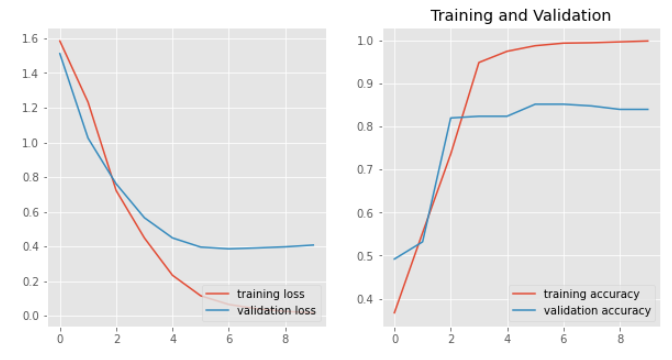 Training and Validation
1.6
1.4
1.2
1.0
0.8
0.6
0.4
0.2
0.0
0 2 4 6 8
training loss
validation loss
1.0
0.9
0.8
0.7
0.6
0.5
0.4
0 2 4 6 8
training accuracy
validation accuracy